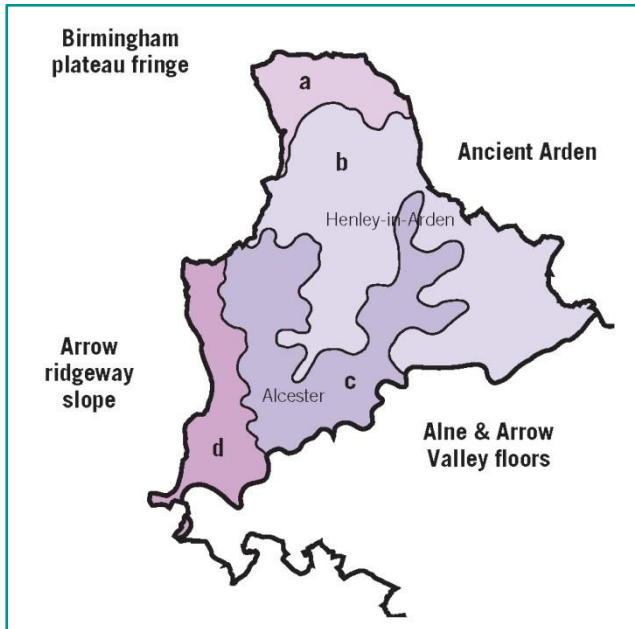 Birmingham
plateau fringe
a
b
Ancient Arden
Henley-in-Arden
Arrow
ridgeway
slope
Alcester
c
d
Alne & Arrow
Valley floors